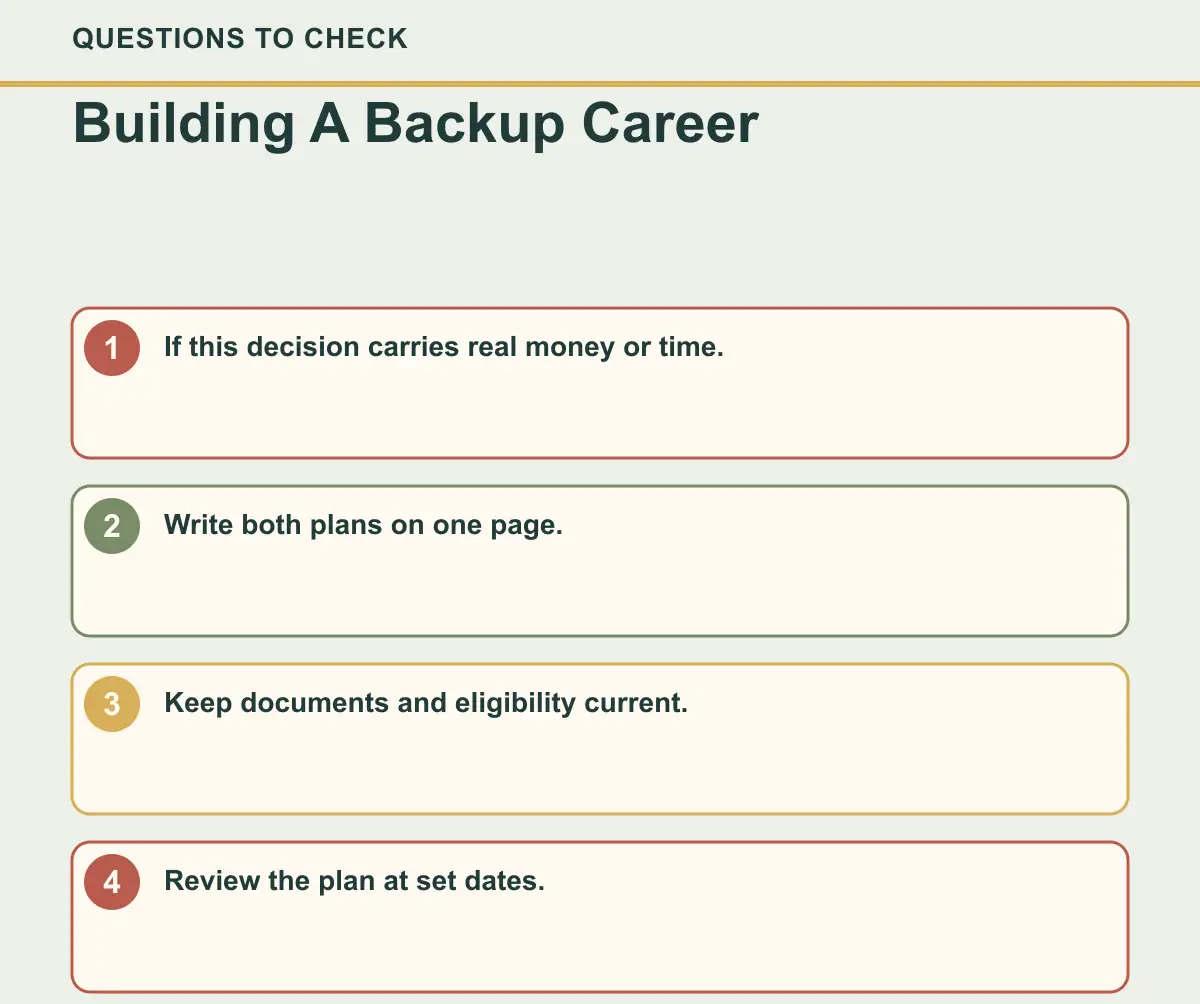 QUESTIONS TO CHECK
Building A Backup Career
1 If this decision carries real money or time.
2 Write both plans on one page.
3 Keep documents and eligibility current.
4 Review the plan at set dates.